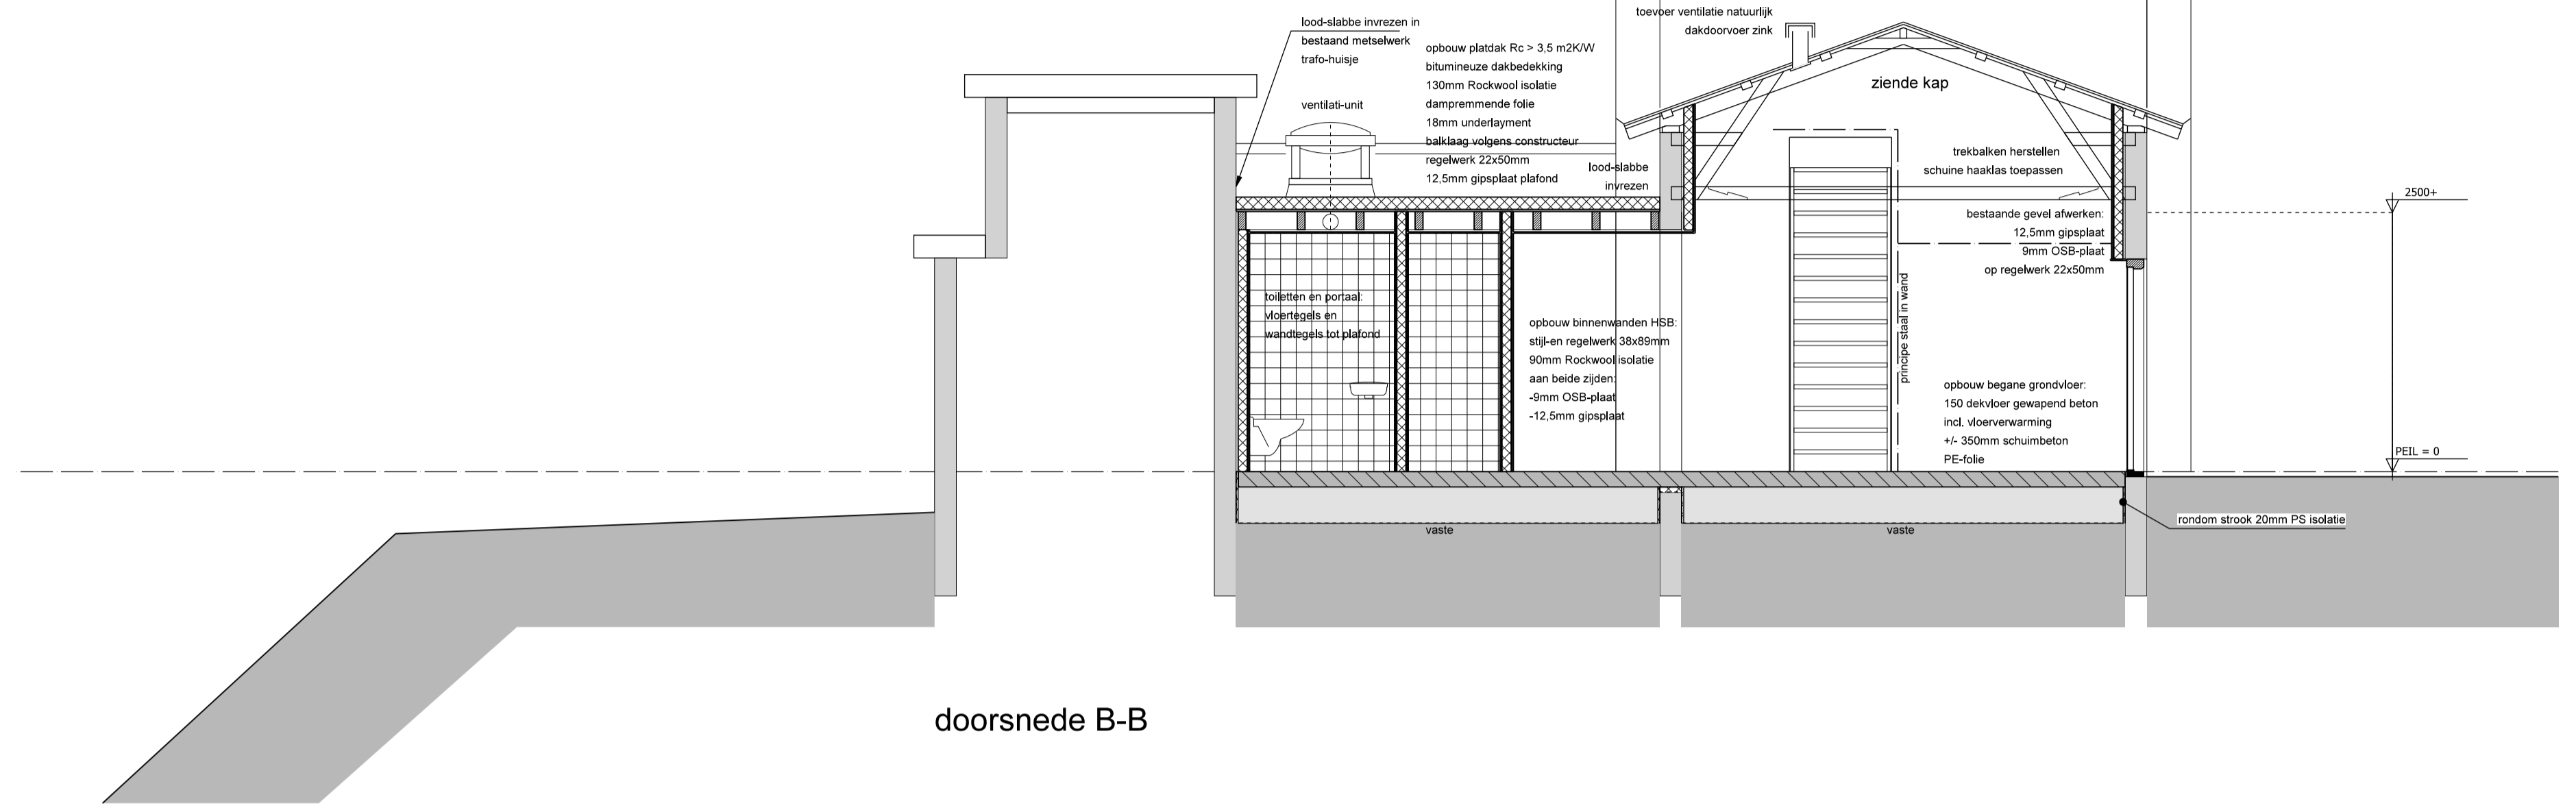 lood-slabbe invrezen in
bestaand metselwerk
trafo-huisje
ventilati-unit
opbouw platdak Rc > 3,5 m2K/W
bitumineuze dakbedekking
130mm Rockwool isolatie
dampremmende folie
18mm underlayment
balklaag volgens constructeur
regelwerk 22x50mm
12,5mm gipsplaat plafond
lood-slabbe
invrezen
toevoer ventilatie natuurlijk
dakdoorvoer zink
ziende kap
trekbalken herstellen
schuine haaklas toepassen
bestaande gevel afwerken:
12,5mm gipsplaat
9mm OSB-plaat
op regelwerk 22x50mm
2500+
toiletten en portaal:
vloertegels en
wandtegels tot plafond
opbouw binnenwanden HSB:
stijl-en regelwerk 38x89mm
90mm Rockwool isolatie
aan beide zijden:
-9mm OSB-plaat
-12,5mm gipsplaat
principe staal in wand
opbouw begane grondvloer:
150 dekvloer gewapend beton
incl. vloerverwarming
+/- 350mm schuimbeton
PE-folie
PEIL = 0
rondom strook 20mm PS isolatie
vaste
vaste
doorsnede B-B